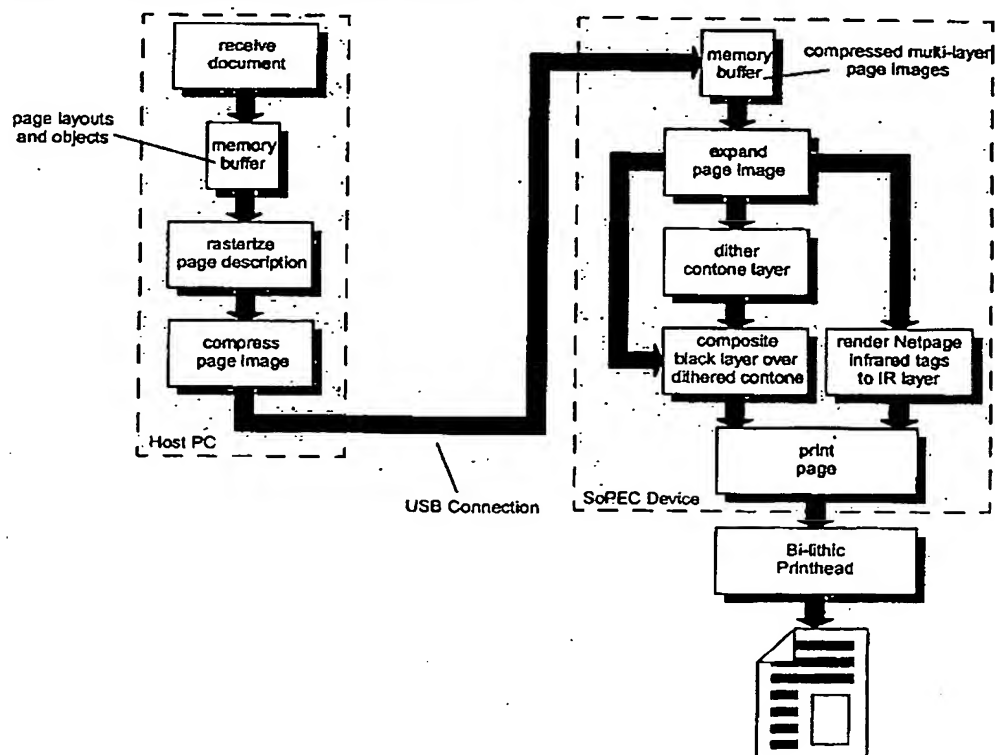 receive
document
page layouts
and objects
memory
buffer
rasterize
page description
compress
page image
Host PC
USB Connection
memory
buffer
compressed multi-layer
page images
expand
page image
dither
contone layer
composite
black layer over
dithered contone
render Netpage
infrared tags
to IR layer
print
page
SoPEC Device
Bi-lithic
Printhead